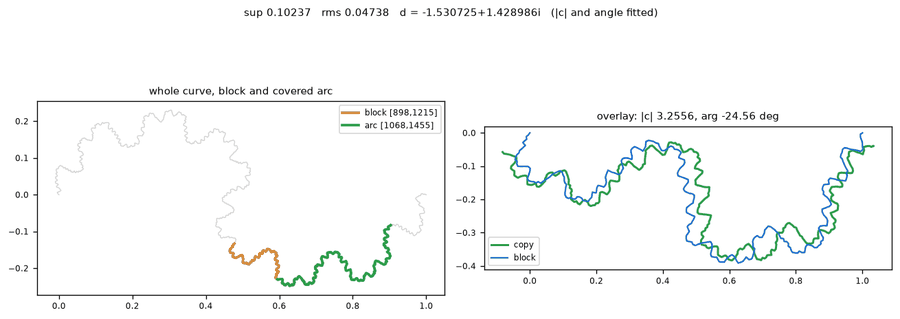 sup 0.10237 rms 0.04738 d = -1.530725+1.428986i (|c| and angle fitted)
whole curve, block and covered arc
block [898,1215]
arc [1068,1455]
0.2
0.1
0.0
−0.1
−0.2
0.0 0.2 0.4 0.6 0.8 1.0
overlay: |c| 3.2556, arg -24.56 deg
0.0
−0.1
−0.2
−0.3
−0.4
copy
block
0.0 0.2 0.4 0.6 0.8 1.0